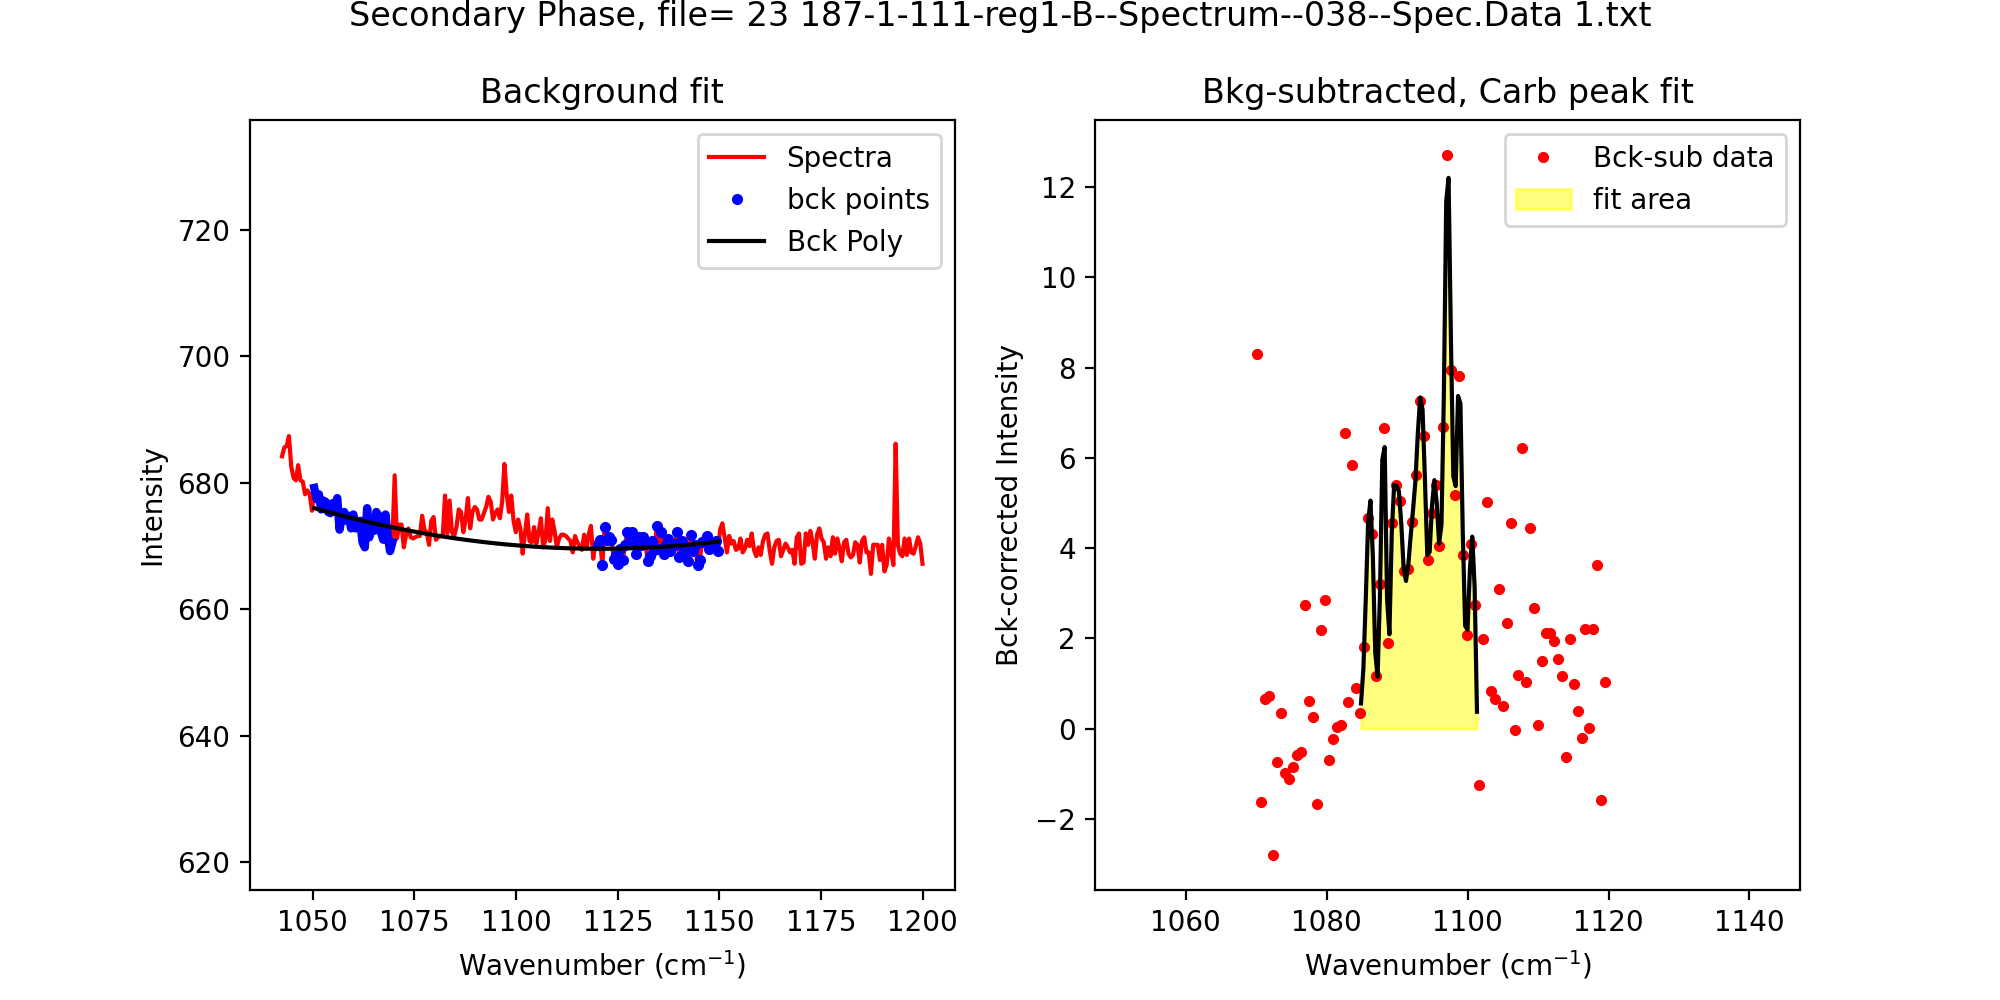 Secondary Phase, file= 23 187-1-111-reg1-B--Spectrum--038--Spec.Data 1.txt
Background fit
Spectra
bck points
Bck Poly
Intensity
720
700
680
660
640
620
1050 1075 1100 1125 1150 1175 1200
Wavenumber (cm⁻¹)
Bkg-subtracted, Carb peak fit
Bck-sub data
fit area
Bck-corrected Intensity
12
10
8
6
4
2
0
−2
1060 1080 1100 1120 1140
Wavenumber (cm⁻¹)